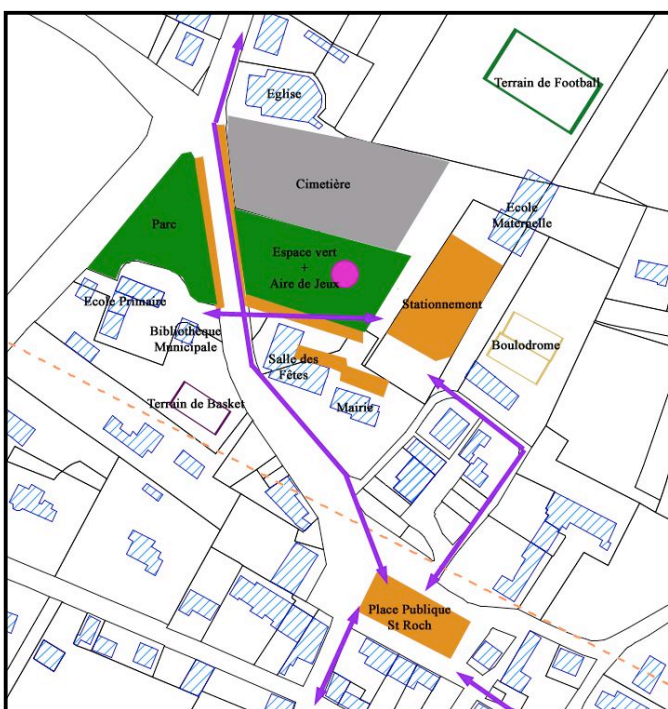 Terrain de Football
Eglise
Cimetière
Ecole
Maternelle
Parc
Espace vert
+
Aire de Jeux
Ecole Primaire
Stationnement
Bibliothèque
Municipale
Boulodrome
Salle des
Fêtes
Terrain de Basket
Mairie
Place Publique
St Roch